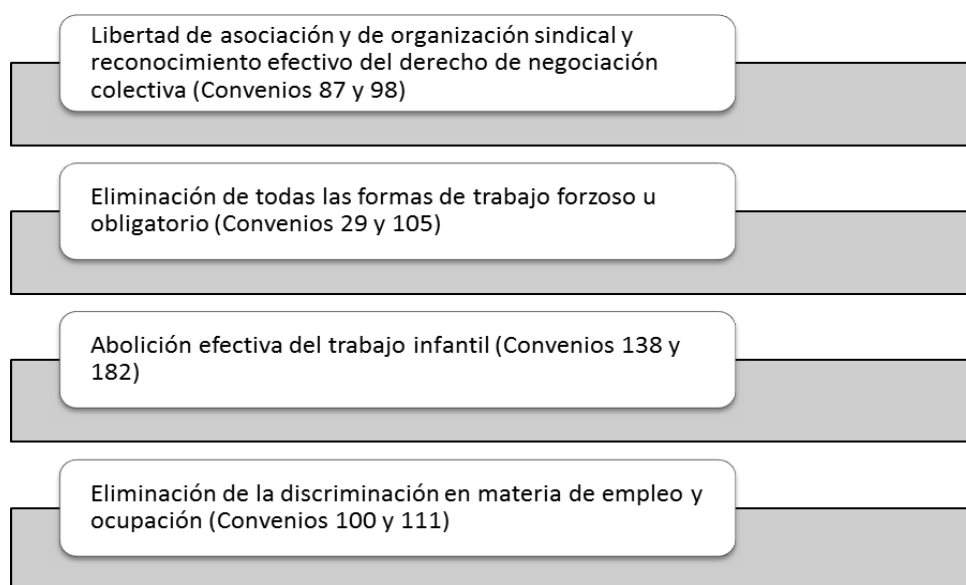 Libertad de asociación y de organización sindical y
reconocimiento efectivo del derecho de negociación
colectiva (Convenios 87 y 98)
Eliminación de todas las formas de trabajo forzoso u
obligatorio (Convenios 29 y 105)
Abolición efectiva del trabajo infantil (Convenios 138 y
182)
Eliminación de la discriminación en materia de empleo y
ocupación (Convenios 100 y 111)